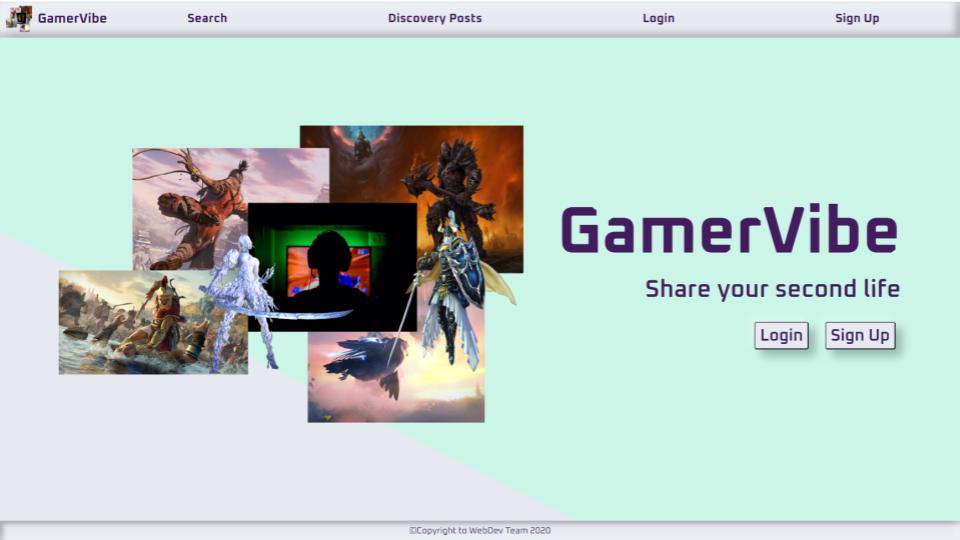 GamerVibe Search Discovery Posts Login Sign Up
GamerVibe
Share your second life
Login Sign Up
©Copyright to WebDev Team 2020